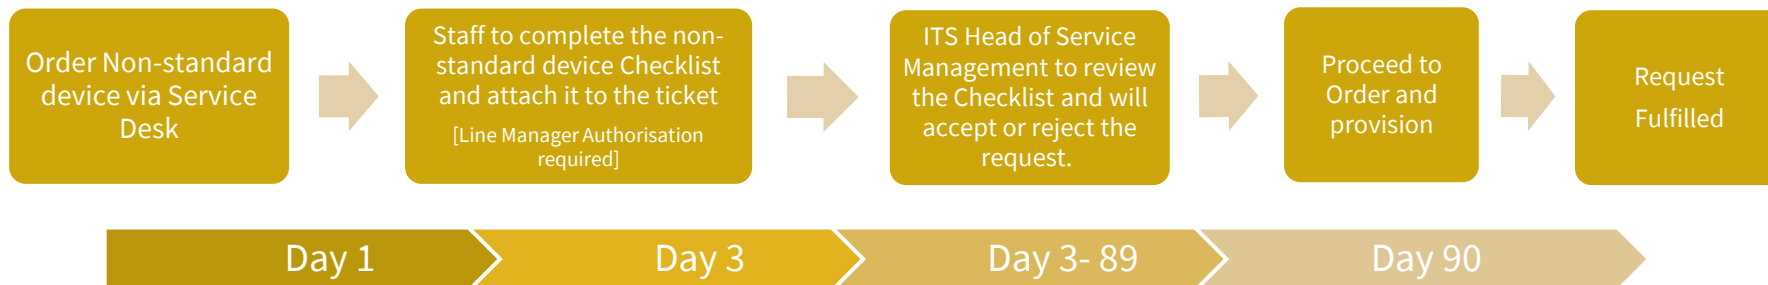 Order Non-standard
device via Service
Desk
Staff to complete the non-
standard device Checklist
and attach it to the ticket
[Line Manager Authorisation
required]
ITS Head of Service
Management to review
the Checklist and will
accept or reject the
request.
Proceed to
Order and
provision
Request
Fulfilled
Day 1
Day 3
Day 3- 89
Day 90